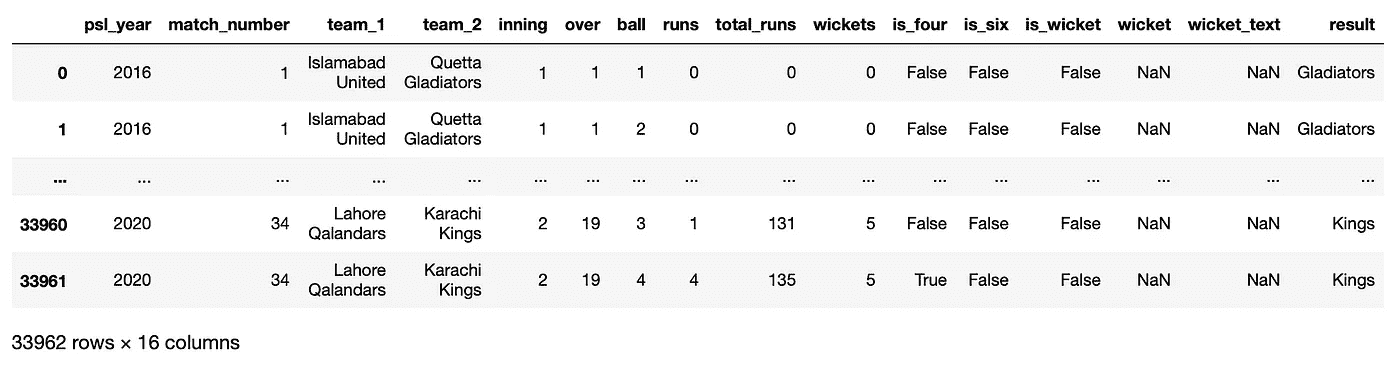 psl_year match_number team_1 team_2 inning over ball runs total_runs wickets is_four is_six is_wicket wicket wicket_text result
0 2016 1 Islamabad United Quetta Gladiators 1 1 1 0 0 0 False False False NaN NaN Gladiators
1 2016 1 Islamabad United Quetta Gladiators 1 1 2 0 0 0 False False False NaN NaN Gladiators
... ... ... ... ... ... ... ... ... ... ... ... ... ... ... ... ...
33960 2020 34 Lahore Qalandars Karachi Kings 2 19 3 1 131 5 False False False NaN NaN Kings
33961 2020 34 Lahore Qalandars Karachi Kings 2 19 4 4 135 5 True False False NaN NaN Kings
33962 rows × 16 columns